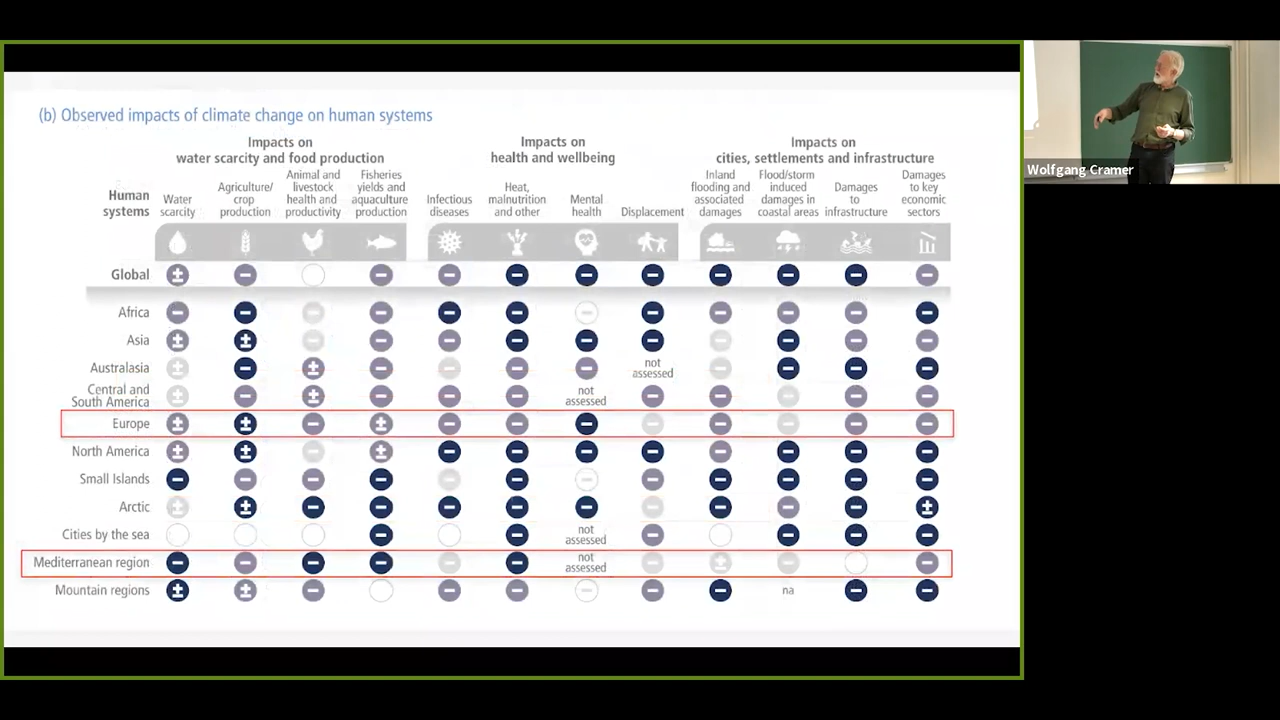 (b) Observed impacts of climate change on human systems
Impacts on
water scarcity and food production
Impacts on
health and wellbeing
Impacts on
cities, settlements and infrastructure
Human
systems
Water
scarcity
Agriculture/
crop
production
Animal and
livestock
health and
productivity
Fisheries
yields and
aquaculture
production
Infectious
diseases
Heat,
malnutrition
and other
Mental
health
Displacement
Inland
flooding and
associated
damages
Flood/storm
induced
damages in
coastal areas
Damages
to
infrastructure
Damages
to key
economic
sectors
Global
± − − − − − − − − − −
Africa
− − − − − − − − − − − −
Asia
± ± − − − − − − − − − −
Australasia
± − ± − − − − not
assessed
− − − −
Central and
South America
± − ± − − − not
assessed
− − − − −
Europe
± ± − ± − − − − − − − −
North America
± ± − ± − − − − − − − −
Small Islands
− − − − − − − − − − − −
Arctic
± ± − − − − − − − − − ±
Cities by the sea
− − not
assessed
− − − −
Mediterranean region
− − − − − − not
assessed
− ± − −
Mountain regions
± ± − − − − − − na − −
Wolfgang Cramer